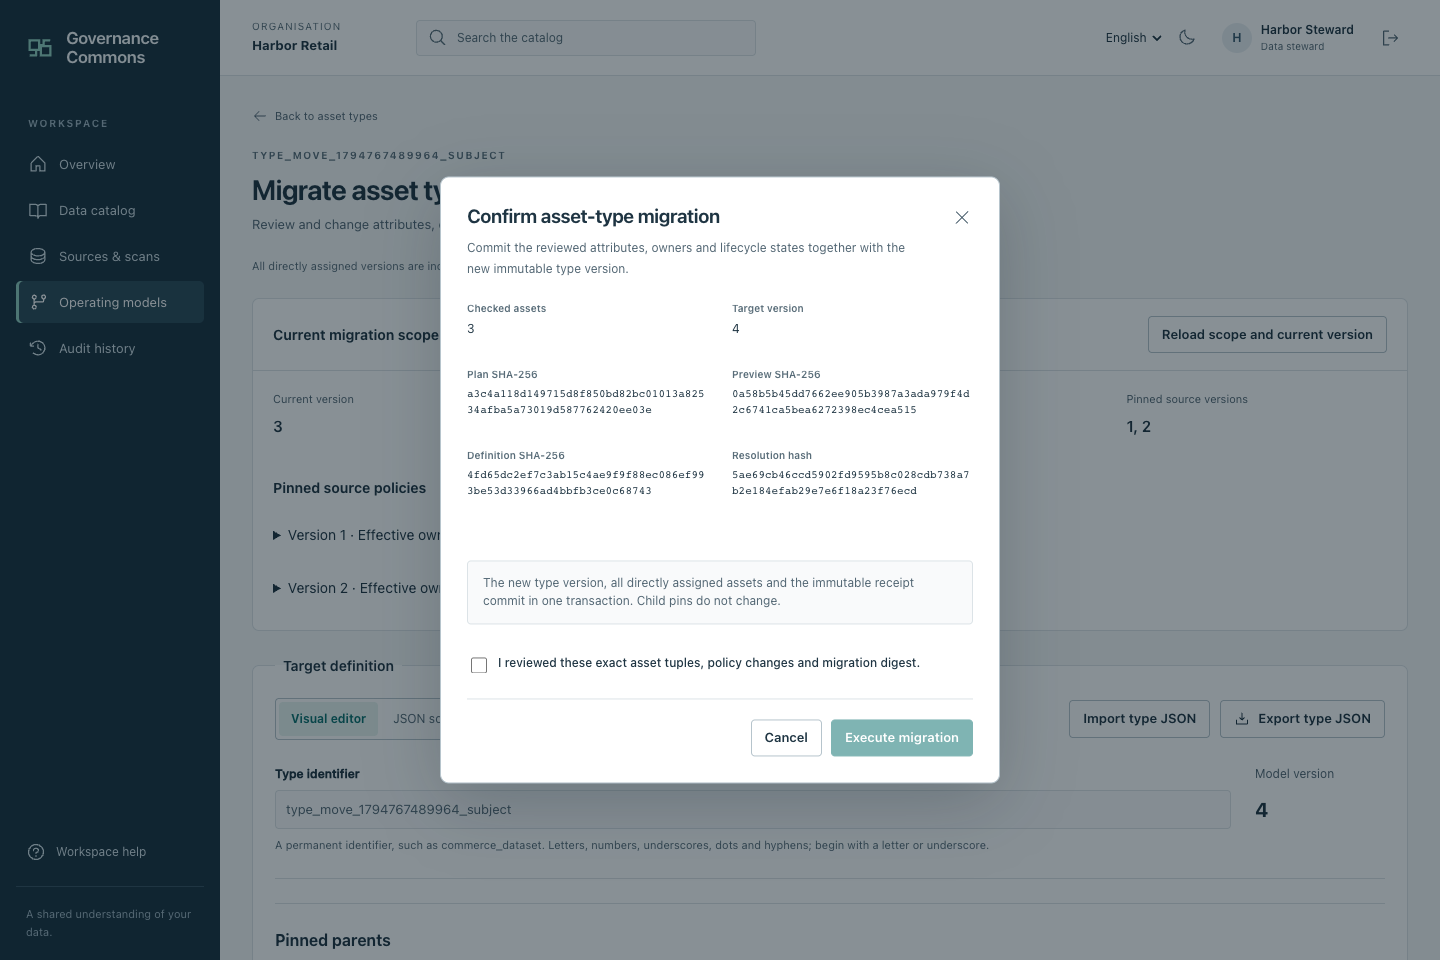 Governance
Commons
WORKSPACE
Overview
Data catalog
Sources & scans
Operating models
Audit history
Workspace help
A shared understanding of your
data.
ORGANISATION
Harbor Retail
Search the catalog
English
H
Harbor Steward
Data steward
Back to asset types
TYPE_MOVE_1794767489964_SUBJECT
Migrate asset ty
Review and change attributes,
All directly assigned versions are in
Current migration scope
Reload scope and current version
Current version
3
Pinned source versions
1, 2
Pinned source policies
Version 1 · Effective ow
Version 2 · Effective ow
Target definition
Visual editor
JSON so
Import type JSON
Export type JSON
Type identifier
type_move_1794767489964_subject
Model version
4
A permanent identifier, such as commerce_dataset. Letters, numbers, underscores, dots and hyphens; begin with a letter or underscore.
Pinned parents
Confirm asset-type migration
Commit the reviewed attributes, owners and lifecycle states together with the
new immutable type version.
Checked assets
3
Target version
4
Plan SHA-256
a3c4a118d149715d8f850bd82bc01013a825
34afba5a73019d587762420ee03e
Preview SHA-256
0a58b5b45dd7662ee905b3987a3ada979f4d
2c6741ca5bea6272398ec4cea515
Definition SHA-256
4fd65dc2ef7c3ab15c4ae9f9f88ec086ef99
3be53d33966ad4bbfb3ce0c68743
Resolution hash
5ae69cb46ccd5902fd9595b8c028cdb738a7
b2e184efab29e7e6f18a23f76ecd
The new type version, all directly assigned assets and the immutable receipt
commit in one transaction. Child pins do not change.
I reviewed these exact asset tuples, policy changes and migration digest.
Cancel
Execute migration